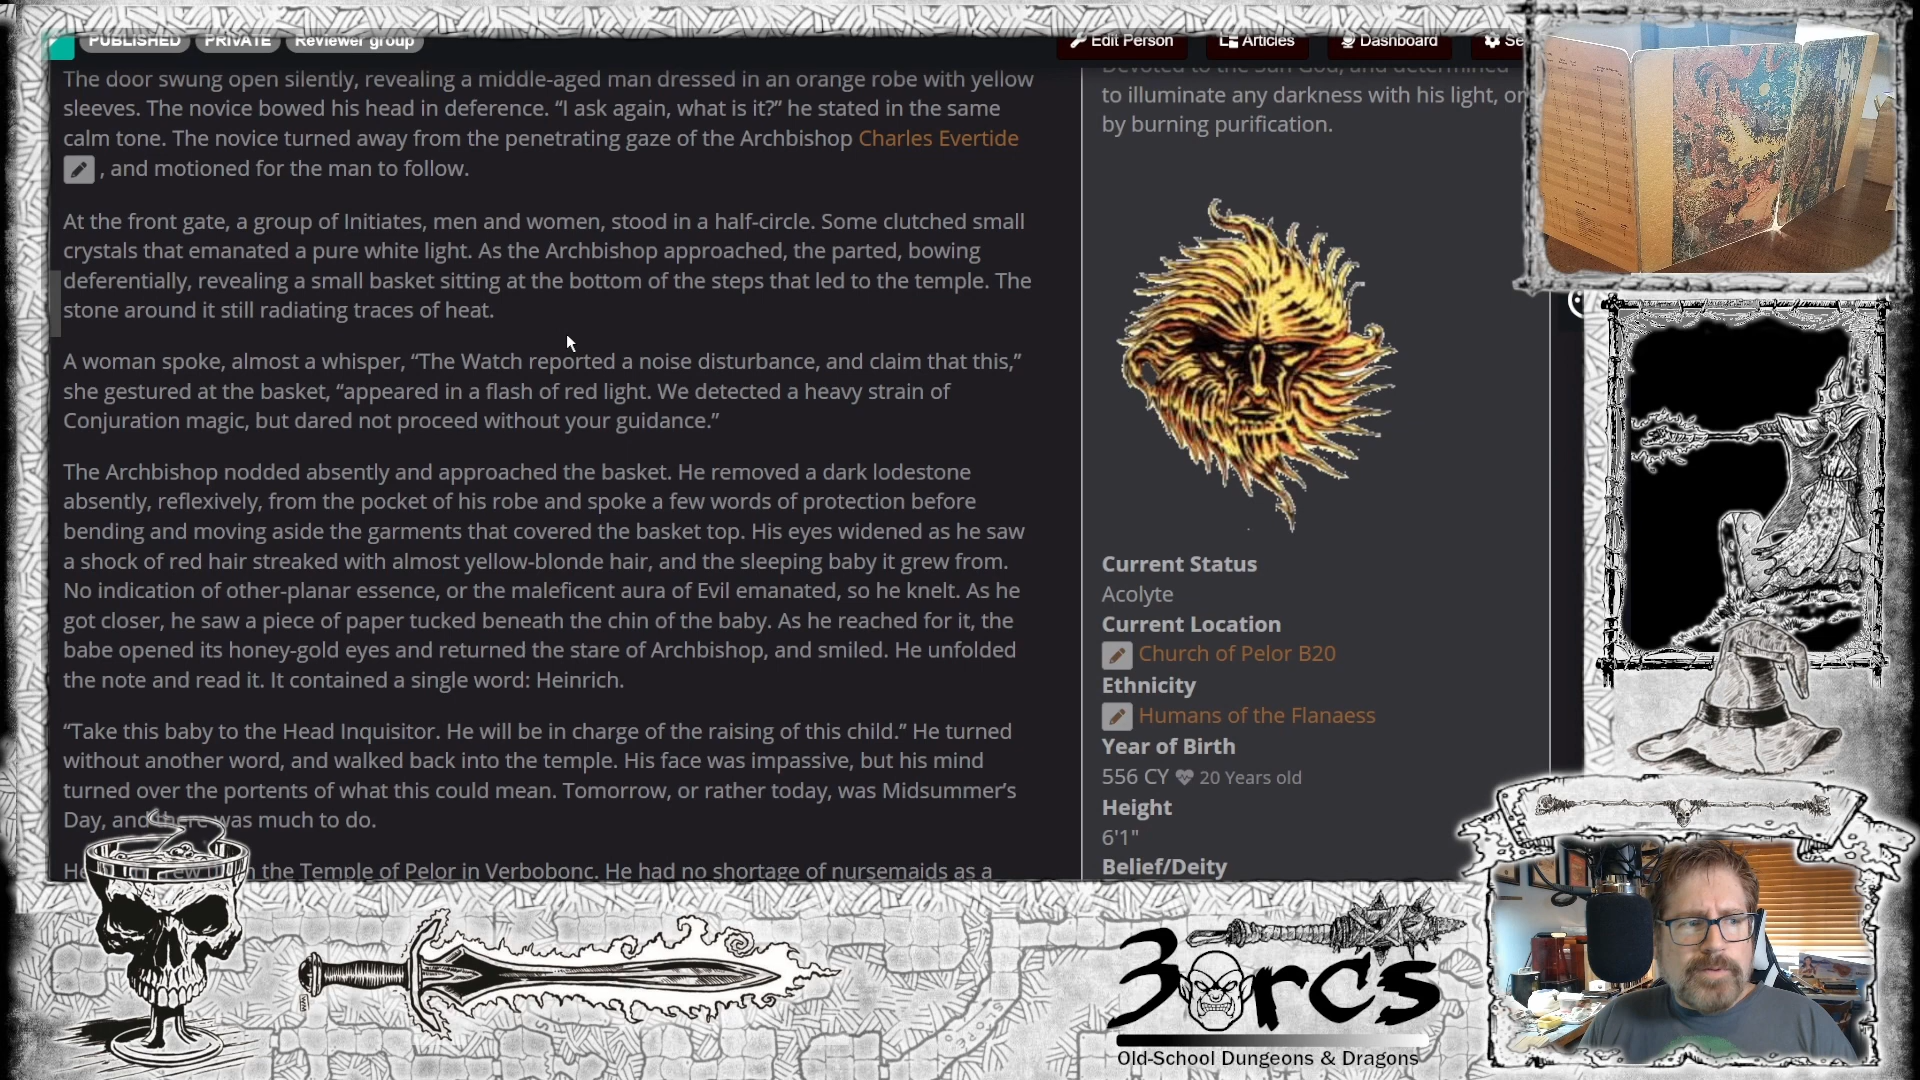 PUBLISHED PRIVATE Reviewer group
Edit Person Articles Dashboard Se
The door swung open silently, revealing a middle-aged man dressed in an orange robe with yellow
sleeves. The novice bowed his head in deference. “I ask again, what is it?” he stated in the same
calm tone. The novice turned away from the penetrating gaze of the Archbishop Charles Evertide
, and motioned for the man to follow.
At the front gate, a group of Initiates, men and women, stood in a half-circle. Some clutched small
crystals that emanated a pure white light. As the Archbishop approached, the parted, bowing
deferentially, revealing a small basket sitting at the bottom of the steps that led to the temple. The
stone around it still radiating traces of heat.
A woman spoke, almost a whisper, “The Watch reported a noise disturbance, and claim that this,”
she gestured at the basket, “appeared in a flash of red light. We detected a heavy strain of
Conjuration magic, but dared not proceed without your guidance.”
The Archbishop nodded absently and approached the basket. He removed a dark lodestone
absently, reflexively, from the pocket of his robe and spoke a few words of protection before
bending and moving aside the garments that covered the basket top. His eyes widened as he saw
a shock of red hair streaked with almost yellow-blonde hair, and the sleeping baby it grew from.
No indication of other-planar essence, or the maleficent aura of Evil emanated, so he knelt. As he
got closer, he saw a piece of paper tucked beneath the chin of the baby. As he reached for it, the
babe opened its honey-gold eyes and returned the stare of Archbishop, and smiled. He unfolded
the note and read it. It contained a single word: Heinrich.
“Take this baby to the Head Inquisitor. He will be in charge of the raising of this child.” He turned
without another word, and walked back into the temple. His face was impassive, but his mind
turned over the portents of what this could mean. Tomorrow, or rather today, was Midsummer’s
Day, and there was much to do.
the Temple of Pelor in Verbobonc. He had no shortage of nursemaids as a
Devoted to the Sun God, and determined
to illuminate any darkness with his light, or
by burning purification.
Current Status
Acolyte
Current Location
Church of Pelor B20
Ethnicity
Humans of the Flanaess
Year of Birth
556 CY 20 Years old
Height
6'1"
Belief/Deity
3 orcs
Old-School Dungeons & Dragons